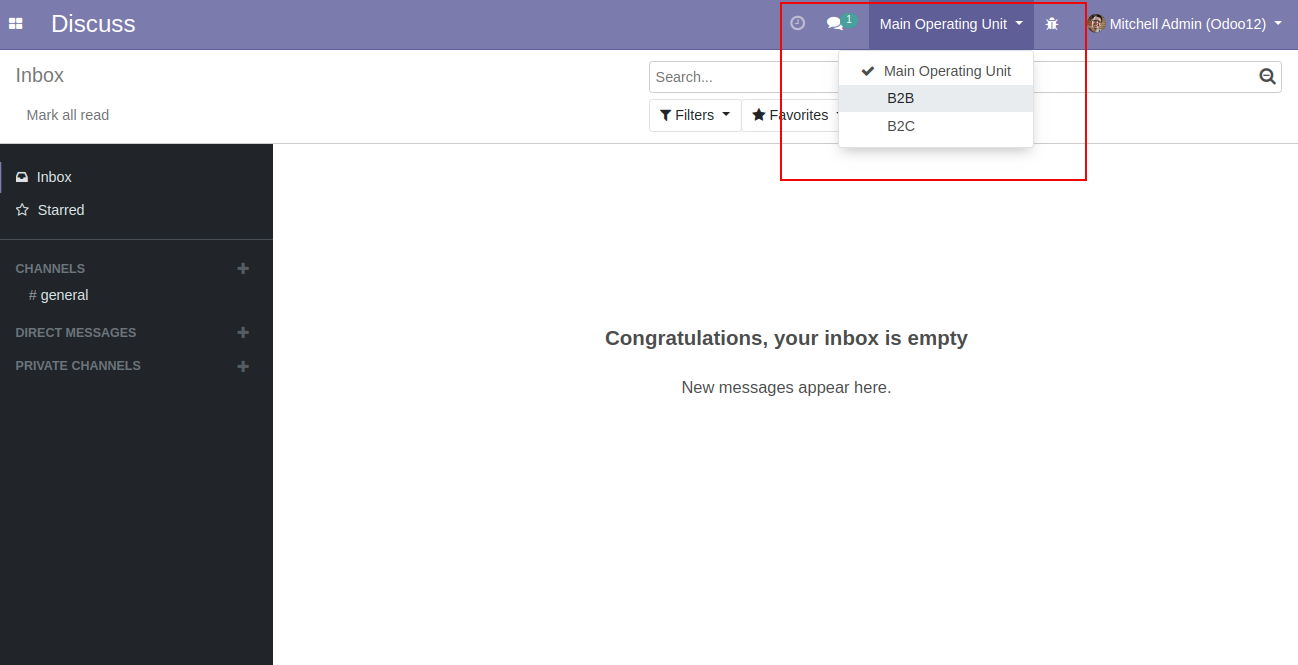 Discuss
1
Main Operating Unit
Mitchell Admin (Odoo12)
Inbox
Search...
Mark all read
Filters
Favorites
Main Operating Unit
B2B
B2C
Inbox
Starred
CHANNELS
# general
DIRECT MESSAGES
PRIVATE CHANNELS
Congratulations, your inbox is empty
New messages appear here.